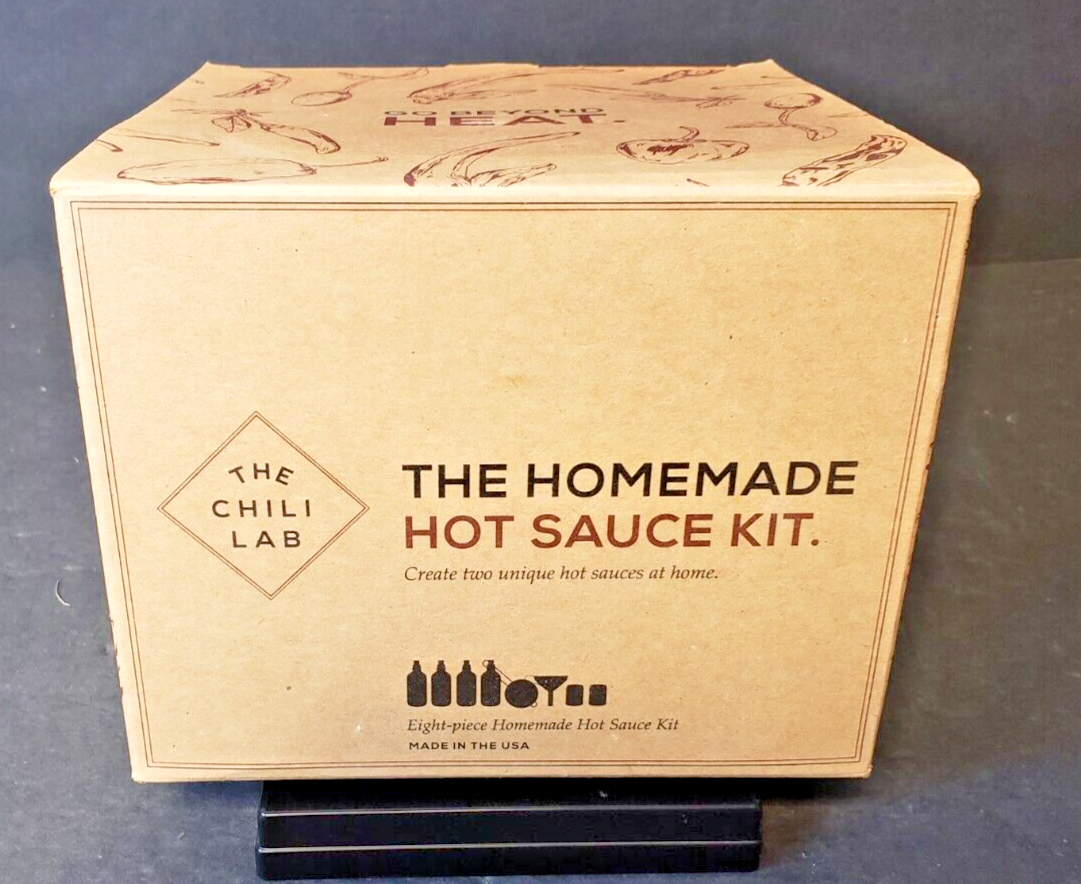 GO BEYOND
HEAT.
THE
CHILI
LAB
THE HOMEMADE
HOT SAUCE KIT.
Create two unique hot sauces at home.
Eight-piece Homemade Hot Sauce Kit
MADE IN THE USA